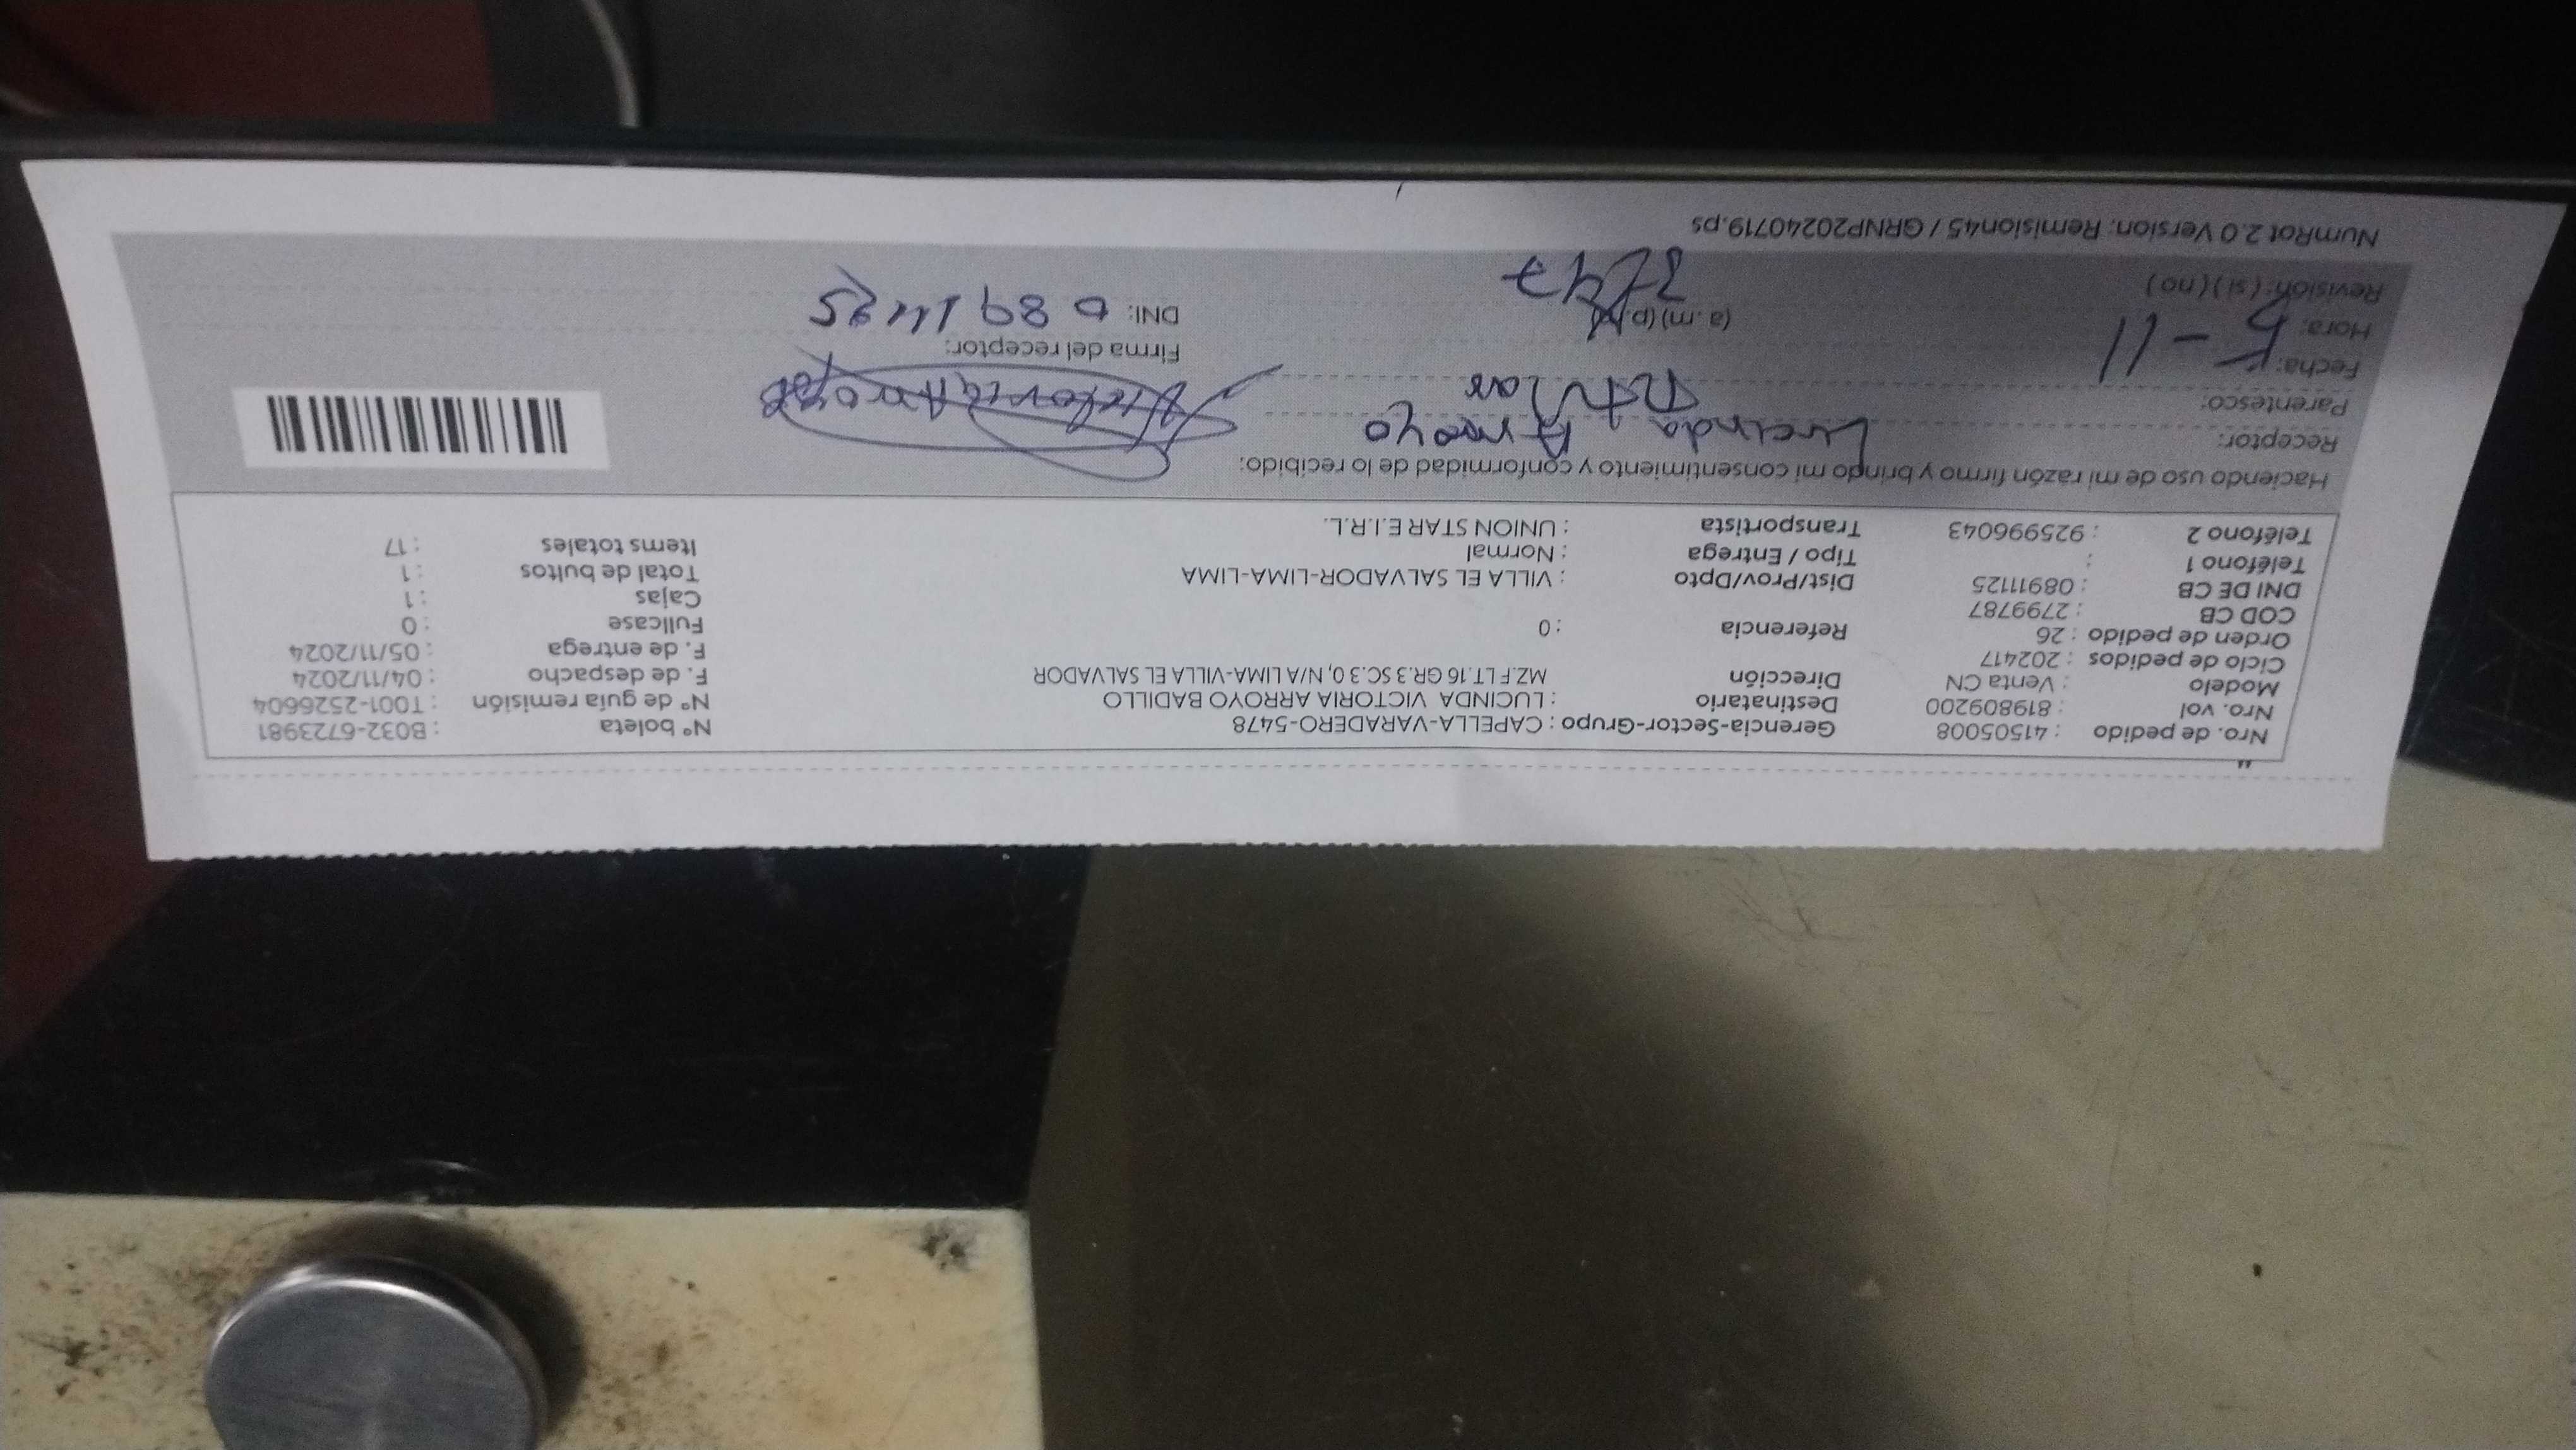 Nro. de pedido : 41505008 Gerencia-Sector-Grupo : CAPELLA-VARADERO-5478 N° boleta : B032-6723981
Nro. vol : 819809200 Destinatario : LUCINDA VICTORIA ARROYO BADILLO N° de guía remisión : T001-2526604
Modelo : Venta CN Dirección MZ.F LT.16 GR.3 SC.3 0, N/A LIMA-VILLA EL SALVADOR F. de despacho : 04/11/2024
Ciclo de pedidos : 202417 F. de entrega : 05/11/2024
Orden de pedido : 26 Referencia : 0 Fullcase : 0
COD CB : 2799787 Cajas : 1
DNI DE CB : 08911125 Dist/Prov/Dpto : VILLA EL SALVADOR-LIMA-LIMA Total de bultos : 1
Teléfono 1 : Tipo / Entrega : Normal Items totales : 17
Teléfono 2 : 925996043 Transportista : UNION STAR E.I.R.L.
Haciendo uso de mi razón firmo y brindo mi consentimiento y conformidad de lo recibido:
Receptor: Lucinda Arroyo
Parentesco: Titular
Victoria Arroyo B
Fecha: 5-11 Firma del receptor:
Hora: (a. m) (p. m) DNI: 08911125
Revisión: (si) (no)
NumRot 2.0 Version: Remision45 / GRNP20240719.ps